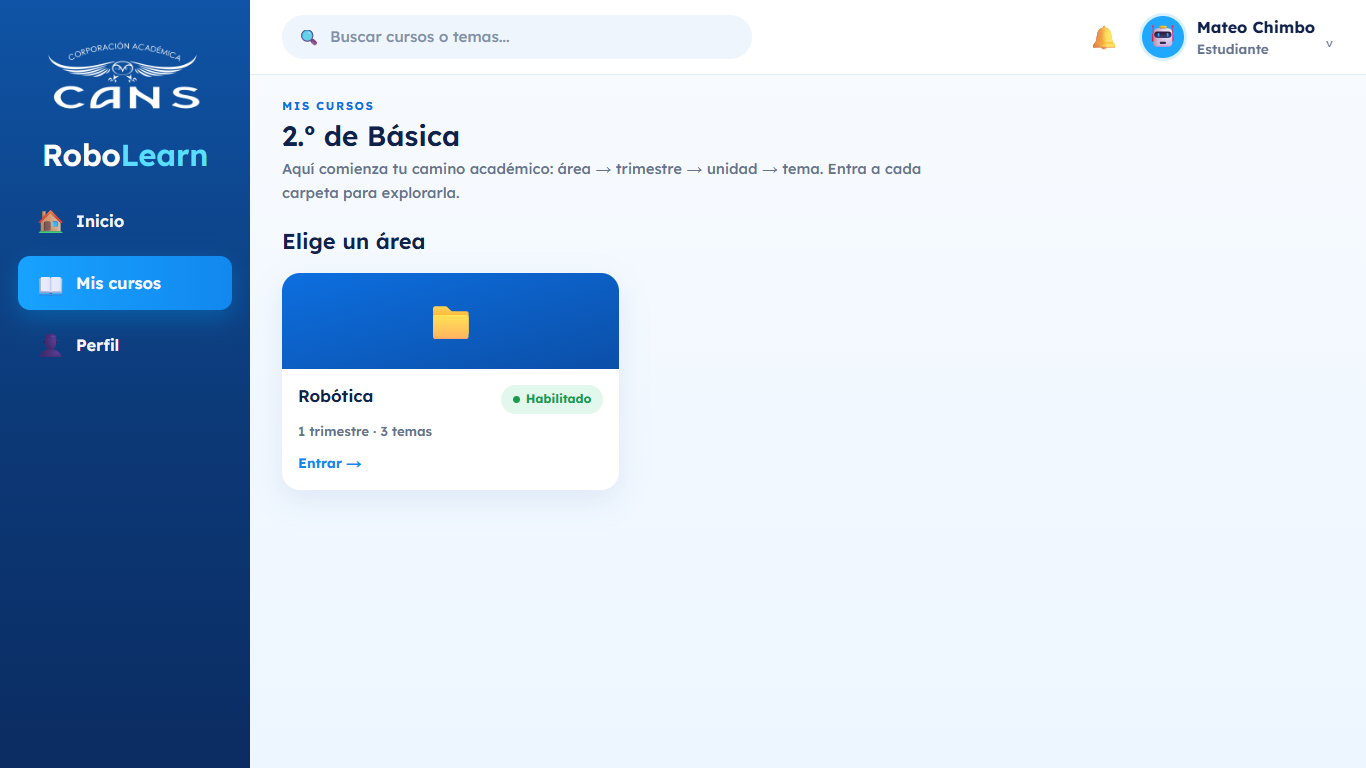 CORPORACIÓN ACADÉMICA
CANS
RoboLearn
Inicio
Mis cursos
Perfil
Buscar cursos o temas...
Mateo Chimbo
Estudiante
v
MIS CURSOS
2.º de Básica
Aquí comienza tu camino académico: área → trimestre → unidad → tema. Entra a cada
carpeta para explorarla.
Elige un área
Robótica
Habilitado
1 trimestre · 3 temas
Entrar →